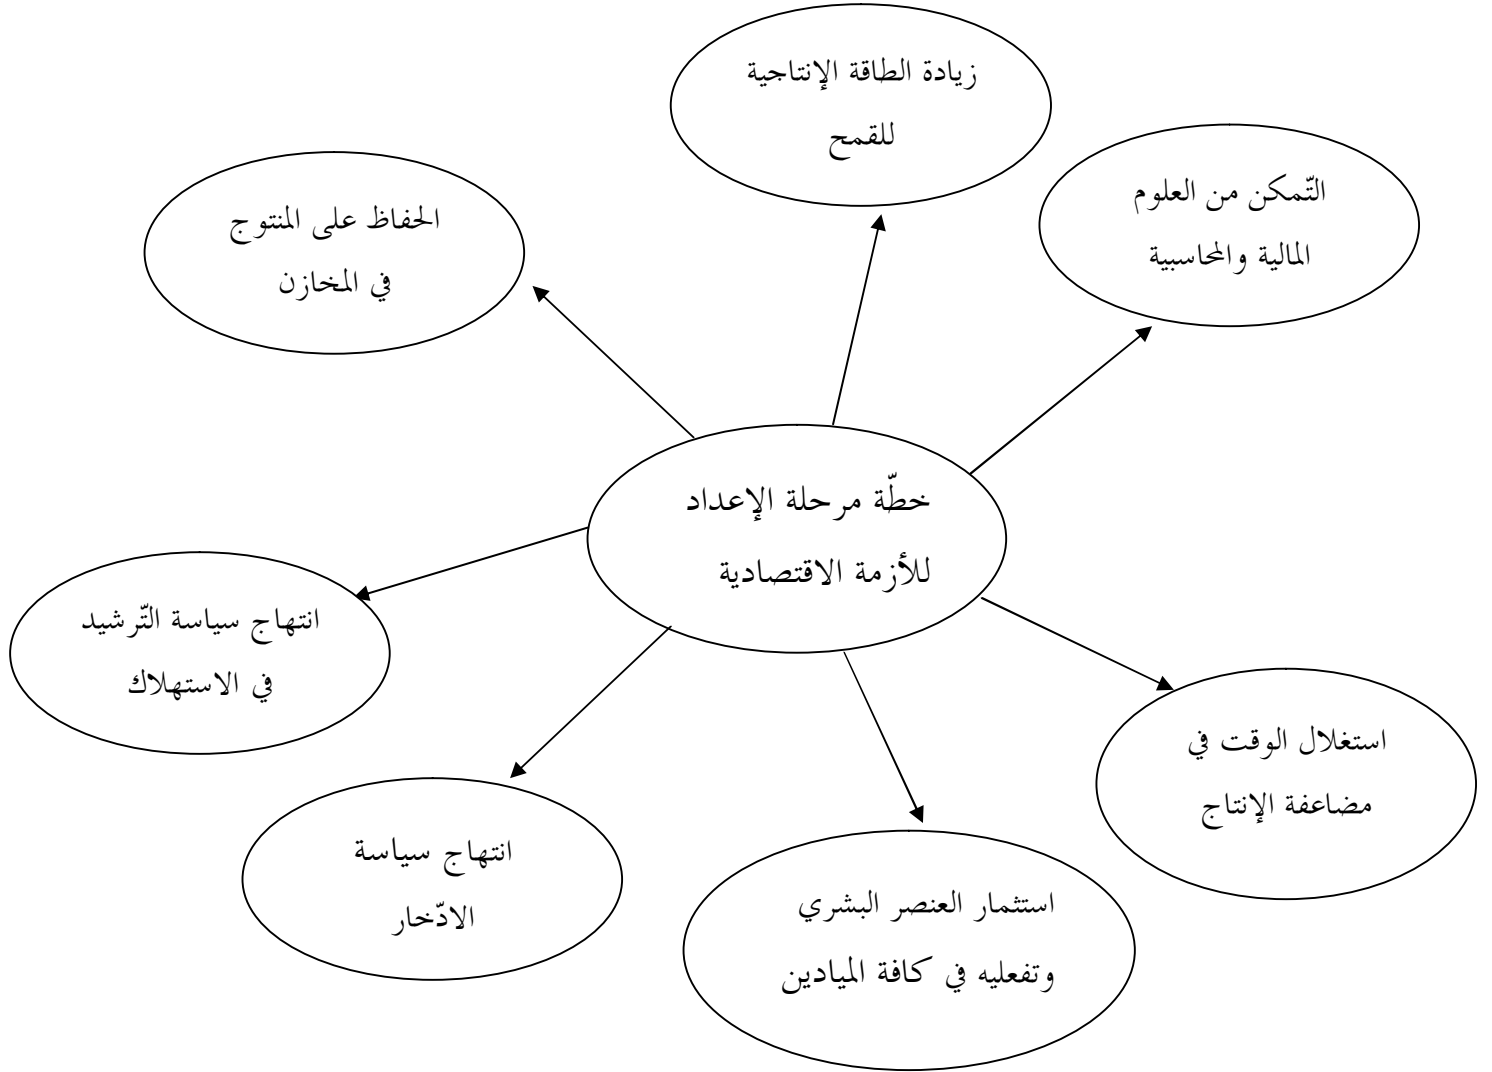 زيادة الطاقة الإنتاجية
للقمح
التّمكن من العلوم
المالية والمحاسبية
الحفاظ على المنتوج
في المخازن
خطّة مرحلة الإعداد
للأزمة الاقتصادية
انتهاج سياسة التّرشيد
في الاستهلاك
استغلال الوقت في
مضاعفة الإنتاج
انتهاج سياسة
الادّخار
استثمار العنصر البشري
وتفعليه في كافة الميادين